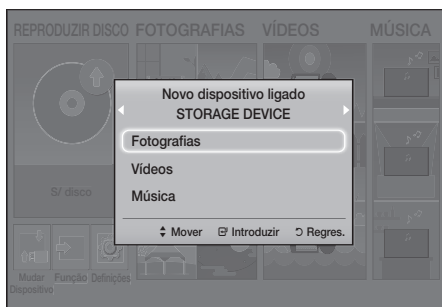 REPRODUZIR DISCO FOTOGRAFIAS VÍDEOS MÚSICA
Novo dispositivo ligado
STORAGE DEVICE
Fotografias
Vídeos
Música
Mover Introduzir Regres.
S/ disco
Mudar Dispositivo
Função
Definições